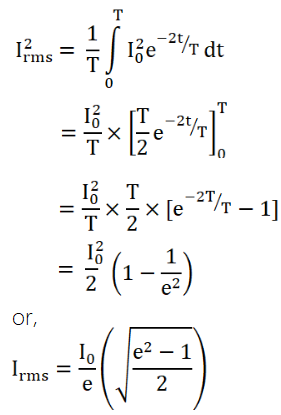 I²rms = 1/T ∫₀ᵀ I₀² e^(-2t/T) dt
= I₀²/T × [T/2 e^(-2t/T)]₀ᵀ
= I₀²/T × T/2 × [e^(-2T/T) − 1]
= I₀²/2 (1 − 1/e²)
or,
Irms = I₀/e (√((e² − 1)/2))